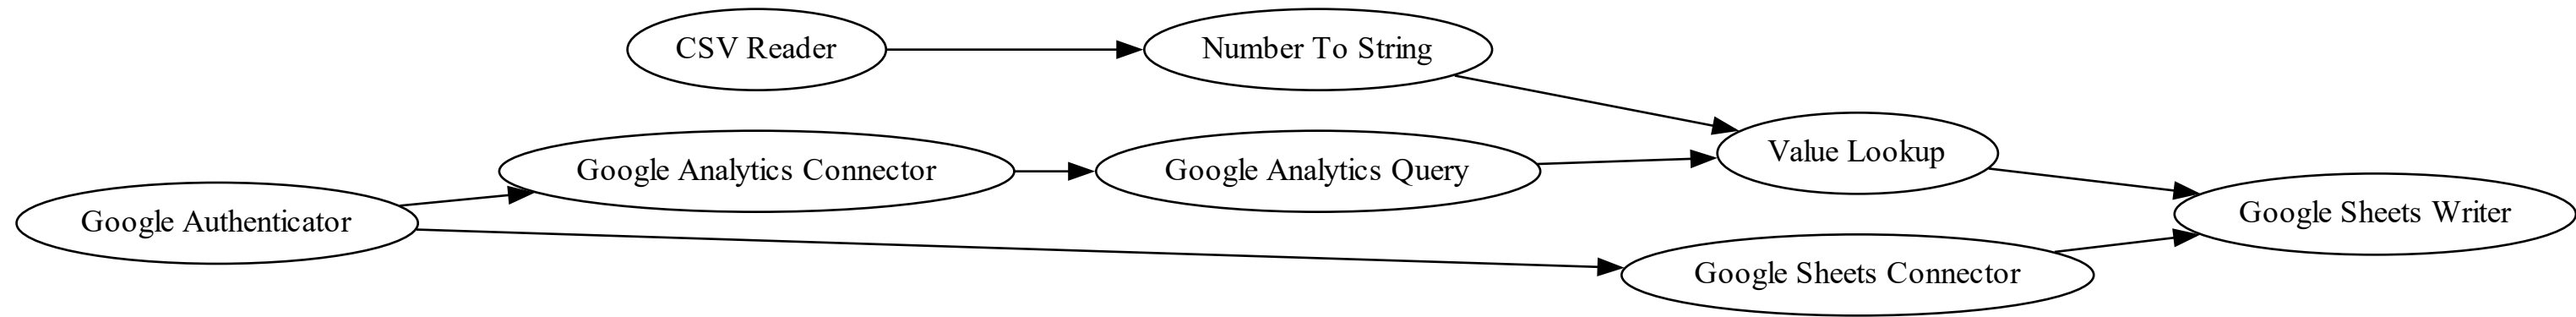 CSV Reader
Number To String
Google Analytics Connector
Google Analytics Query
Value Lookup
Google Authenticator
Google Sheets Writer
Google Sheets Connector